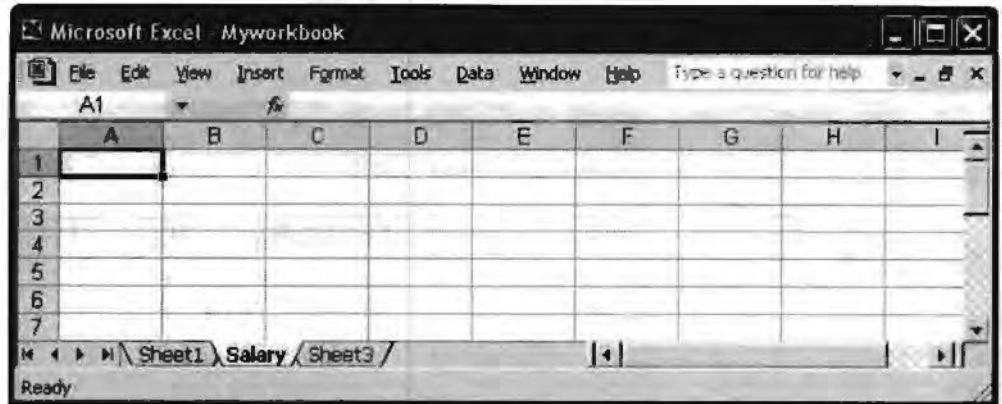 Microsoft Excel - Myworkbook
File Edit View Insert Format Tools Data Window Help Type a question for help
A1 fx
A B C D E F G H I
1
2
3
4
5
6
7
Sheet1 Salary Sheet3
Ready